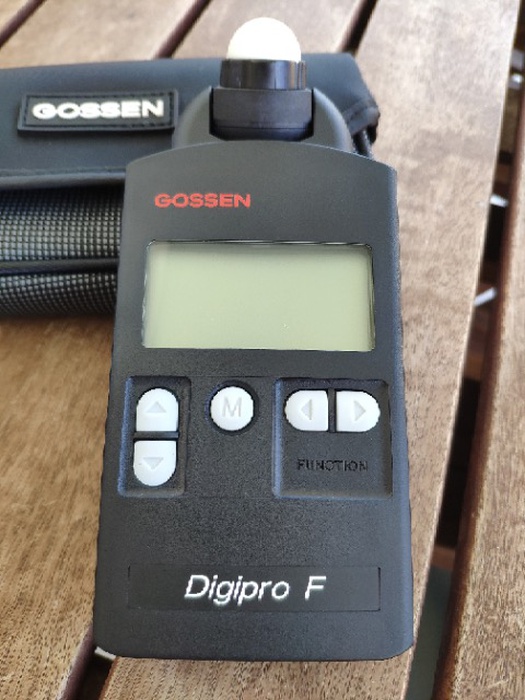 GOSSEN
GOSSEN
M
FUNCTION
Digipro F